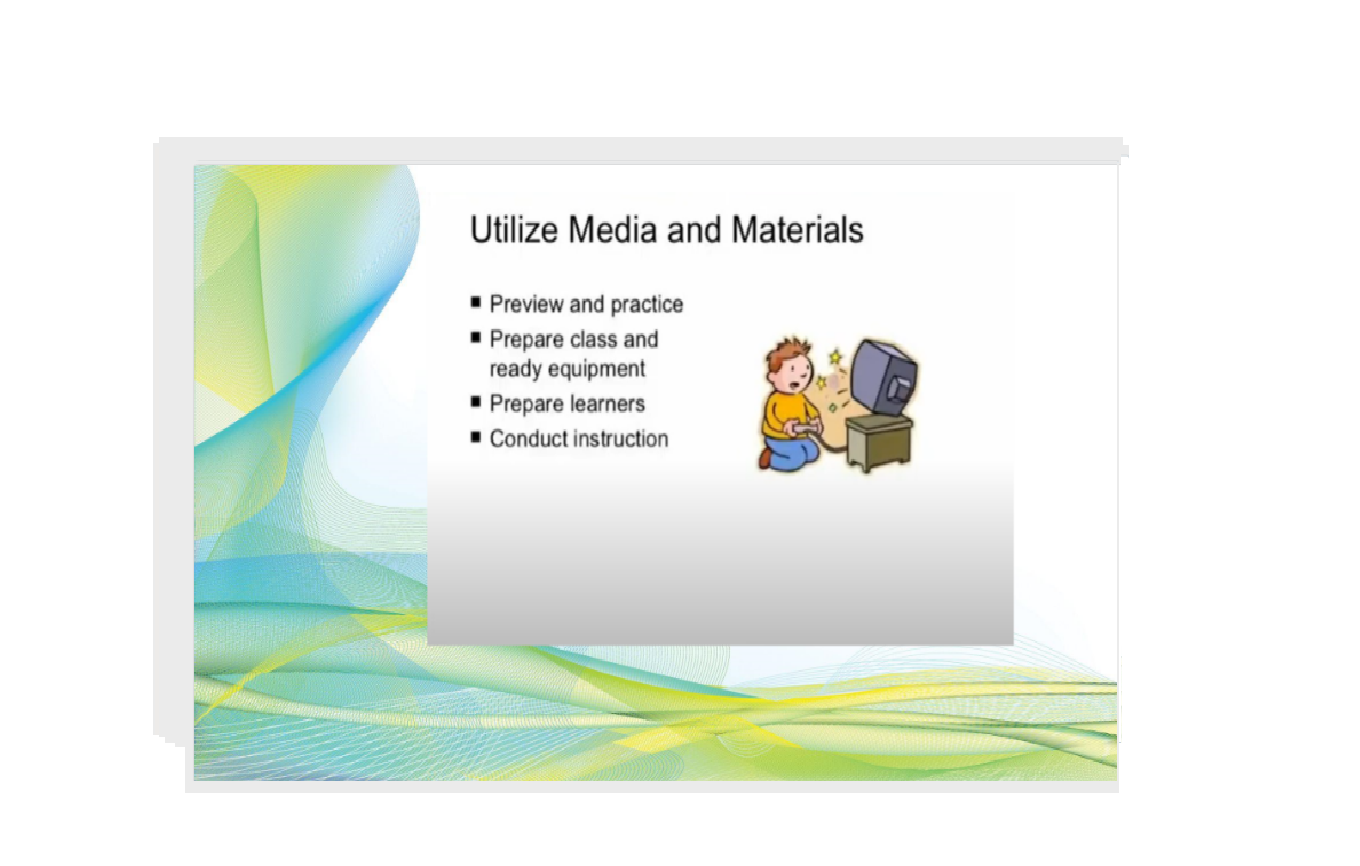 Utilize Media and Materials
■ Preview and practice
■ Prepare class and
ready equipment
■ Prepare learners
■ Conduct instruction